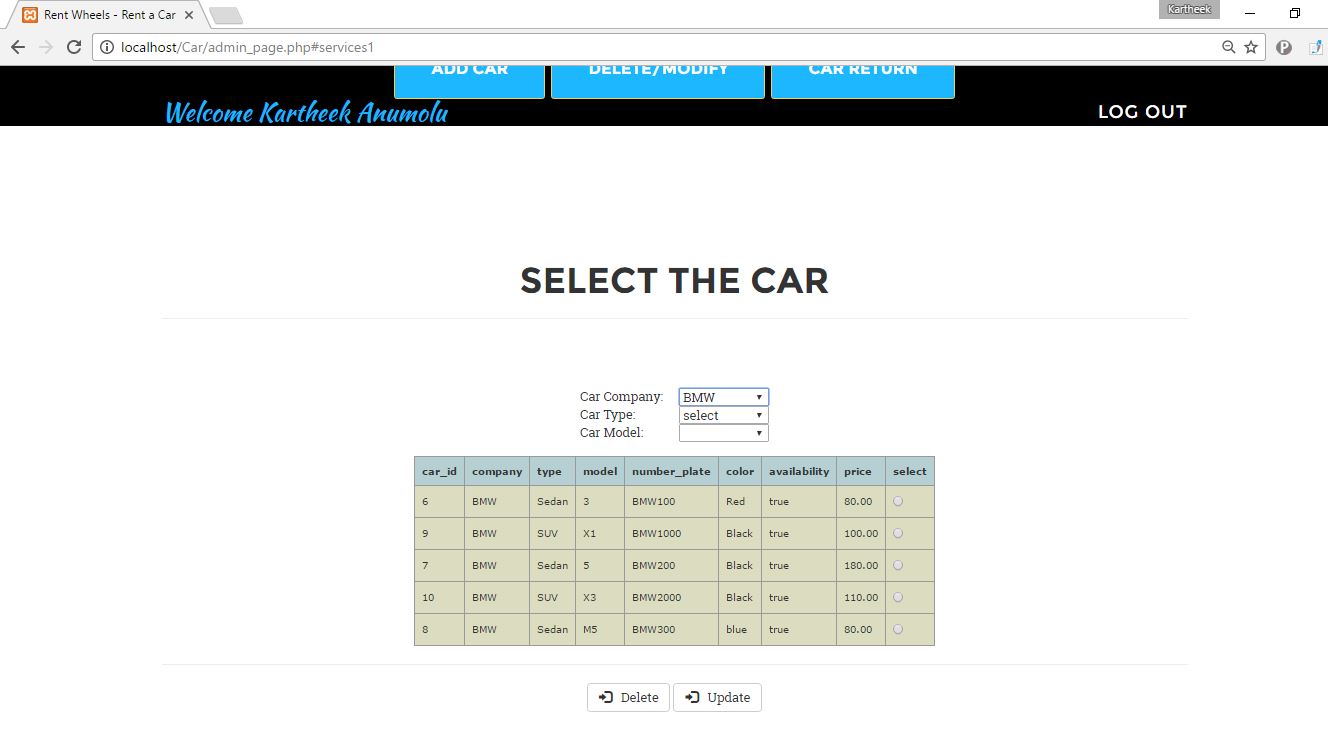 Rent Wheels - Rent a Car
Kartheek
localhost/Car/admin_page.php#services1
ADD CAR DELETE/MODIFY CAR RETURN
Welcome Kartheek Anumolu LOG OUT
SELECT THE CAR
Car Company: BMW
Car Type: select
Car Model:
car_id company type model number_plate color availability price select
6 BMW Sedan 3 BMW100 Red true 80.00
9 BMW SUV X1 BMW1000 Black true 100.00
7 BMW Sedan 5 BMW200 Black true 180.00
10 BMW SUV X3 BMW2000 Black true 110.00
8 BMW Sedan M5 BMW300 blue true 80.00
Delete Update